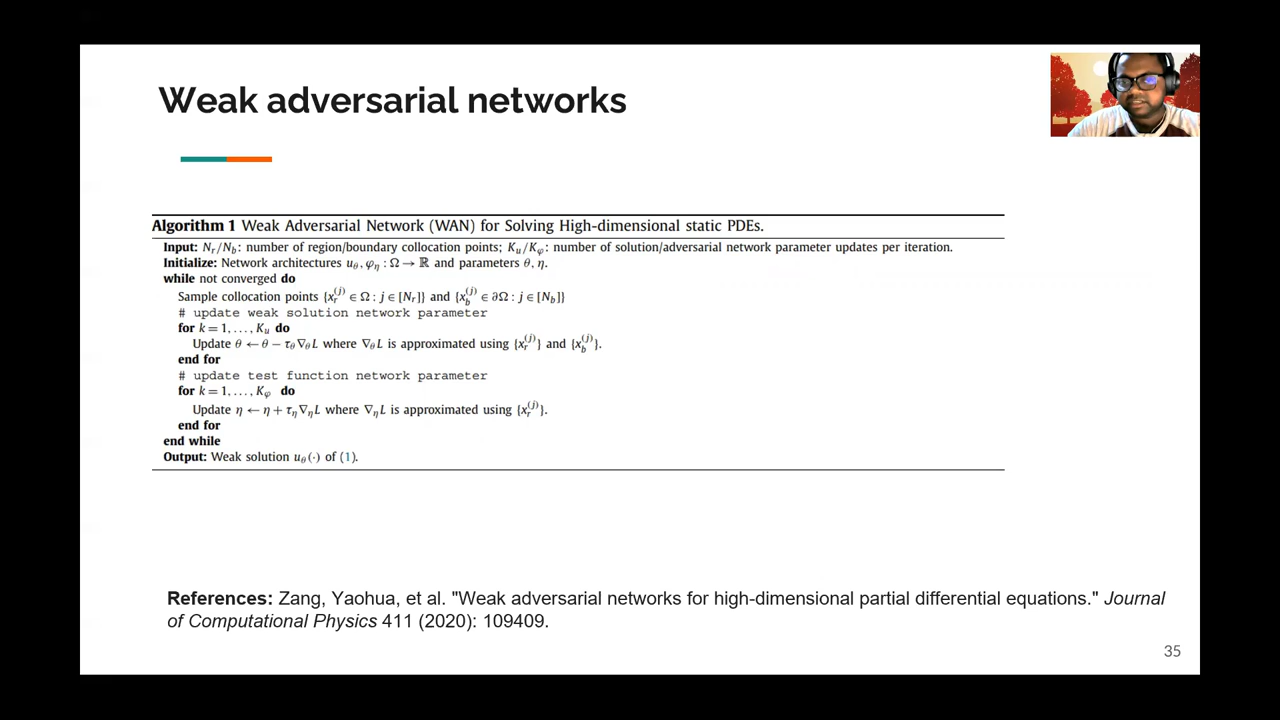 Weak adversarial networks
Algorithm 1 Weak Adversarial Network (WAN) for Solving High-dimensional static PDEs.
Input: N_r/N_b: number of region/boundary collocation points; K_u/K_φ: number of solution/adversarial network parameter updates per iteration.
Initialize: Network architectures u_θ, φ_η : Ω → ℝ and parameters θ, η.
while not converged do
Sample collocation points {x_r^(j) ∈ Ω : j ∈ [N_r]} and {x_b^(j) ∈ ∂Ω : j ∈ [N_b]}
# update weak solution network parameter
for k = 1, . . . , K_u do
Update θ ← θ − τ_θ ∇_θ L where ∇_θ L is approximated using {x_r^(j)} and {x_b^(j)}.
end for
# update test function network parameter
for k = 1, . . . , K_φ do
Update η ← η + τ_η ∇_η L where ∇_η L is approximated using {x_r^(j)}.
end for
end while
Output: Weak solution u_θ(·) of (1).
References: Zang, Yaohua, et al. "Weak adversarial networks for high-dimensional partial differential equations." Journal
of Computational Physics 411 (2020): 109409.
35